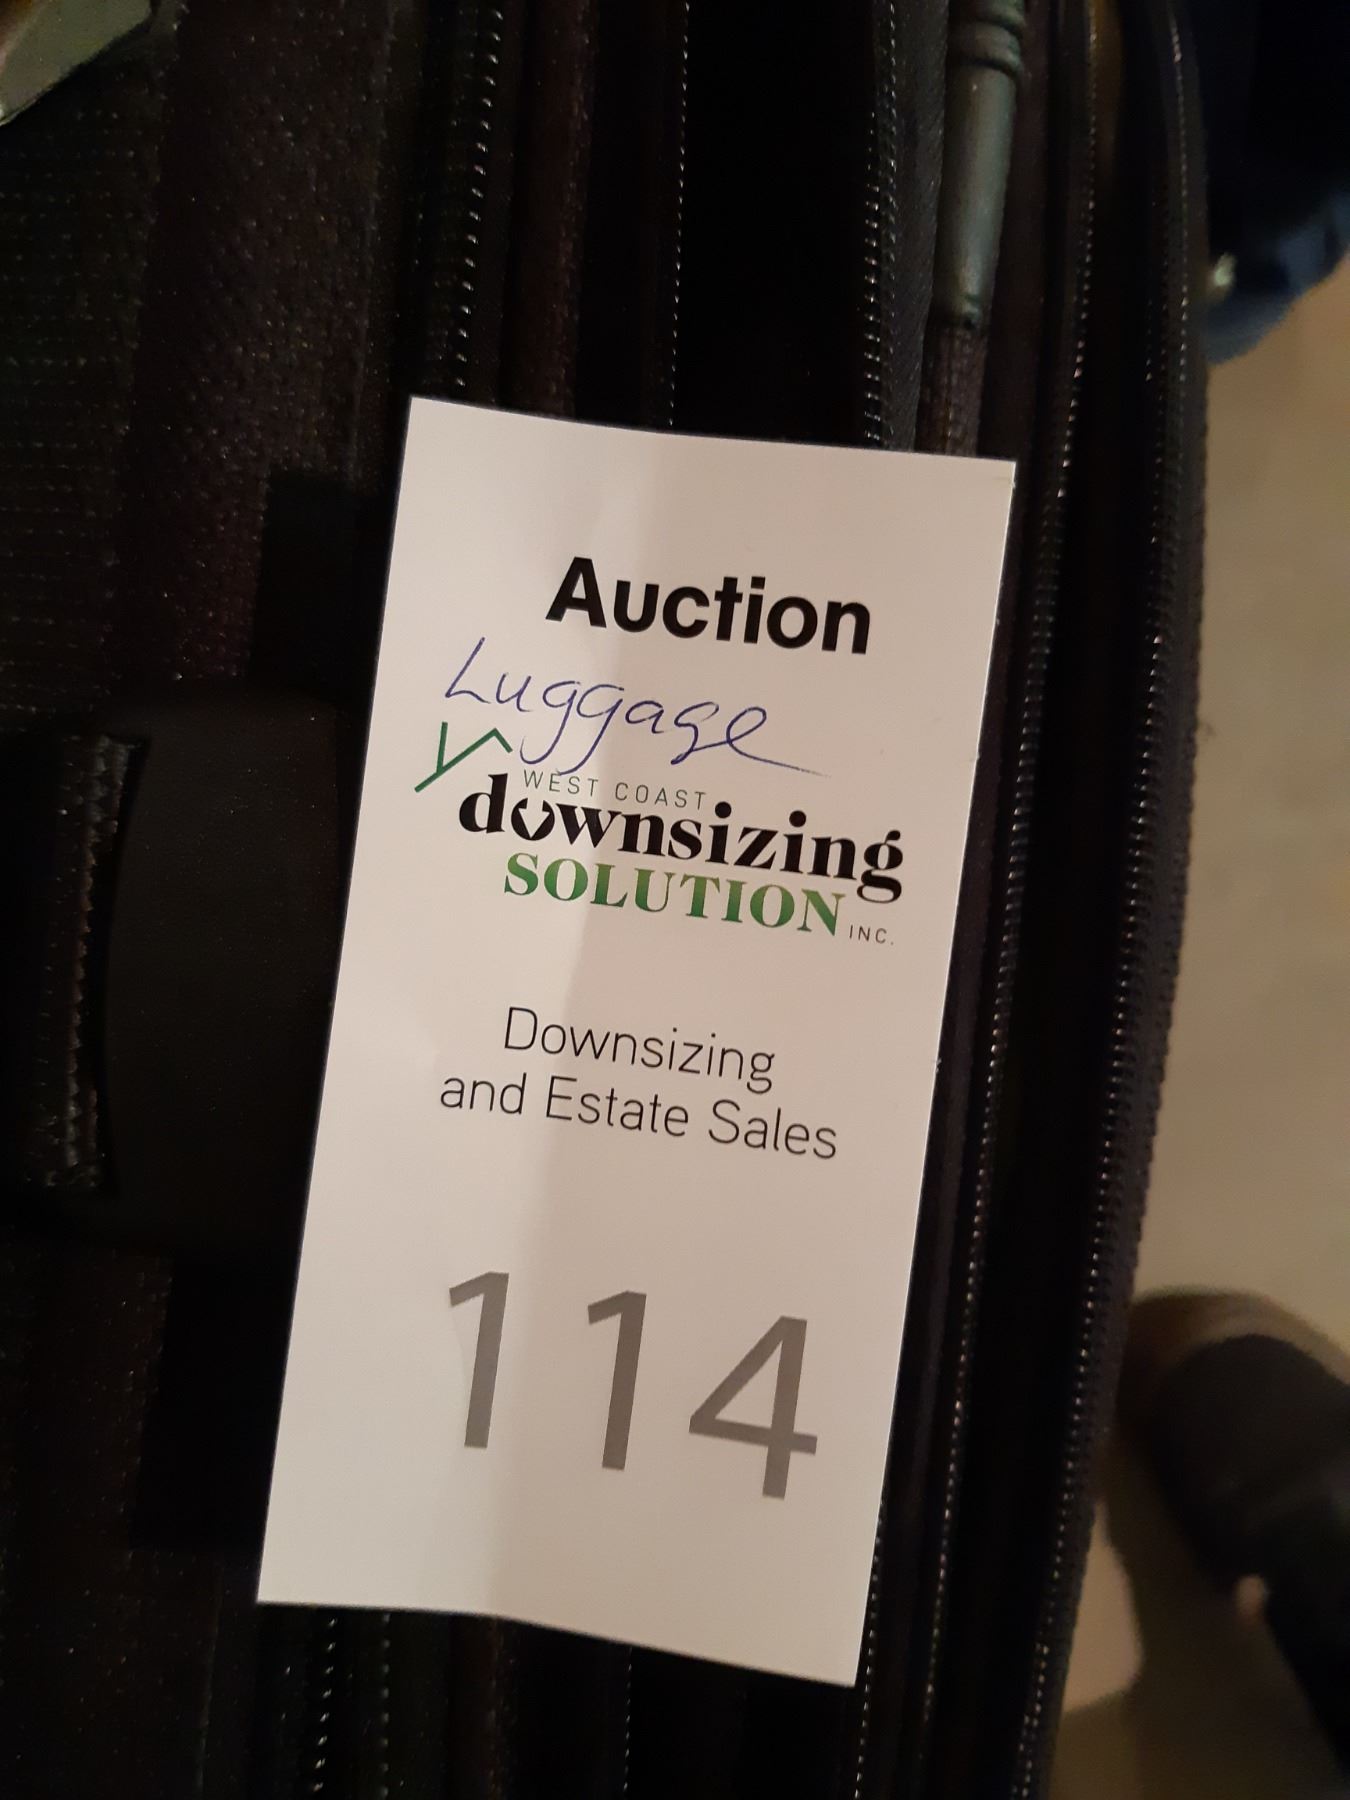 Auction
Luggage
WEST COAST
downsizing
SOLUTION INC.
Downsizing
and Estate Sales
114